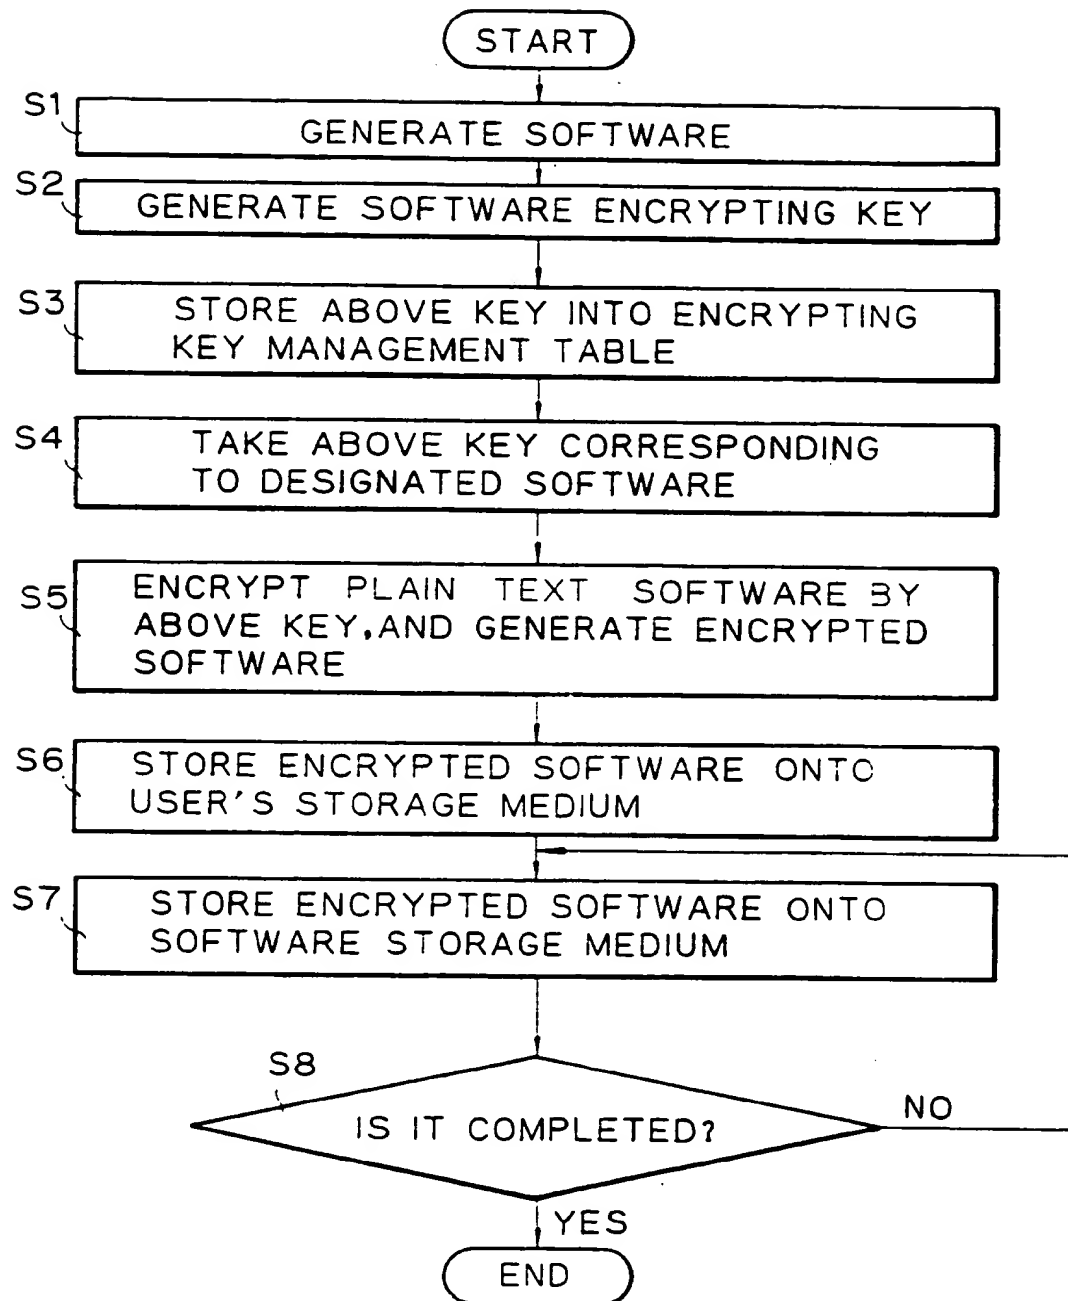 START
S1
GENERATE SOFTWARE
S2
GENERATE SOFTWARE ENCRYPTING KEY
S3
STORE ABOVE KEY INTO ENCRYPTING
KEY MANAGEMENT TABLE
S4
TAKE ABOVE KEY CORRESPONDING
TO DESIGNATED SOFTWARE
S5
ENCRYPT PLAIN TEXT SOFTWARE BY
ABOVE KEY, AND GENERATE ENCRYPTED
SOFTWARE
S6
STORE ENCRYPTED SOFTWARE ONTO
USER'S STORAGE MEDIUM
S7
STORE ENCRYPTED SOFTWARE ONTO
SOFTWARE STORAGE MEDIUM
S8
IS IT COMPLETED?
NO
YES
END